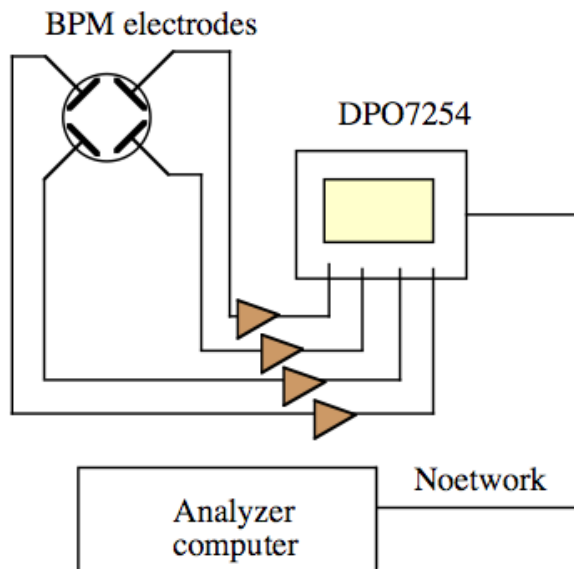 BPM electrodes
DPO7254
Noetwork
Analyzer
computer